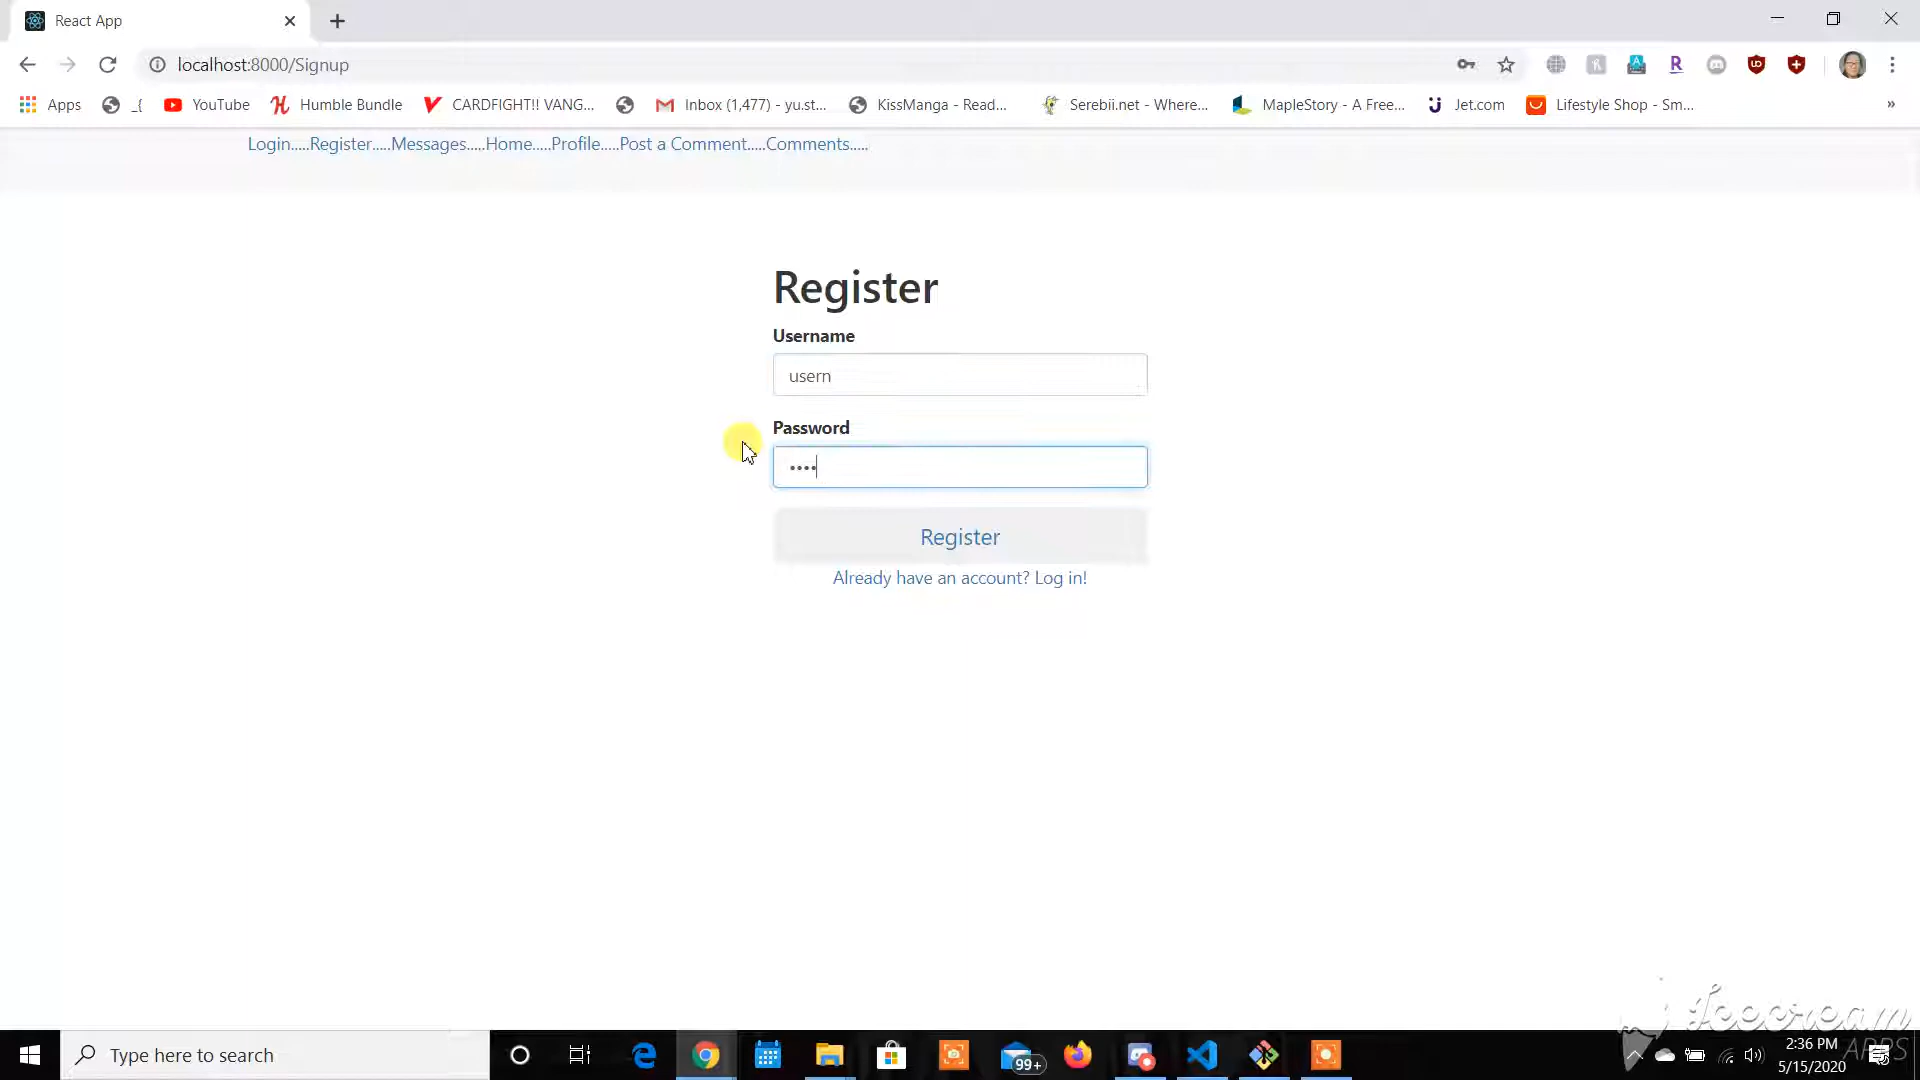 React App
localhost:8000/Signup
Apps _{ YouTube Humble Bundle CARDFIGHT!! VANG... Inbox (1,477) - yu.st... KissManga - Read... Serebii.net - Where... MapleStory - A Free... Jet.com Lifestyle Shop - Sm... »
Login.....Register.....Messages.....Home.....Profile.....Post a Comment.....Comments.....
Register
Username
usern
Password
••••
Register
Already have an account? Log in!
Icecream
APPS
Type here to search
99+
2:36 PM
5/15/2020